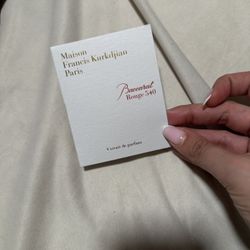 Maison
Francis Kurkdjian
Paris
Baccarat
Rouge 540
Extrait de parfum